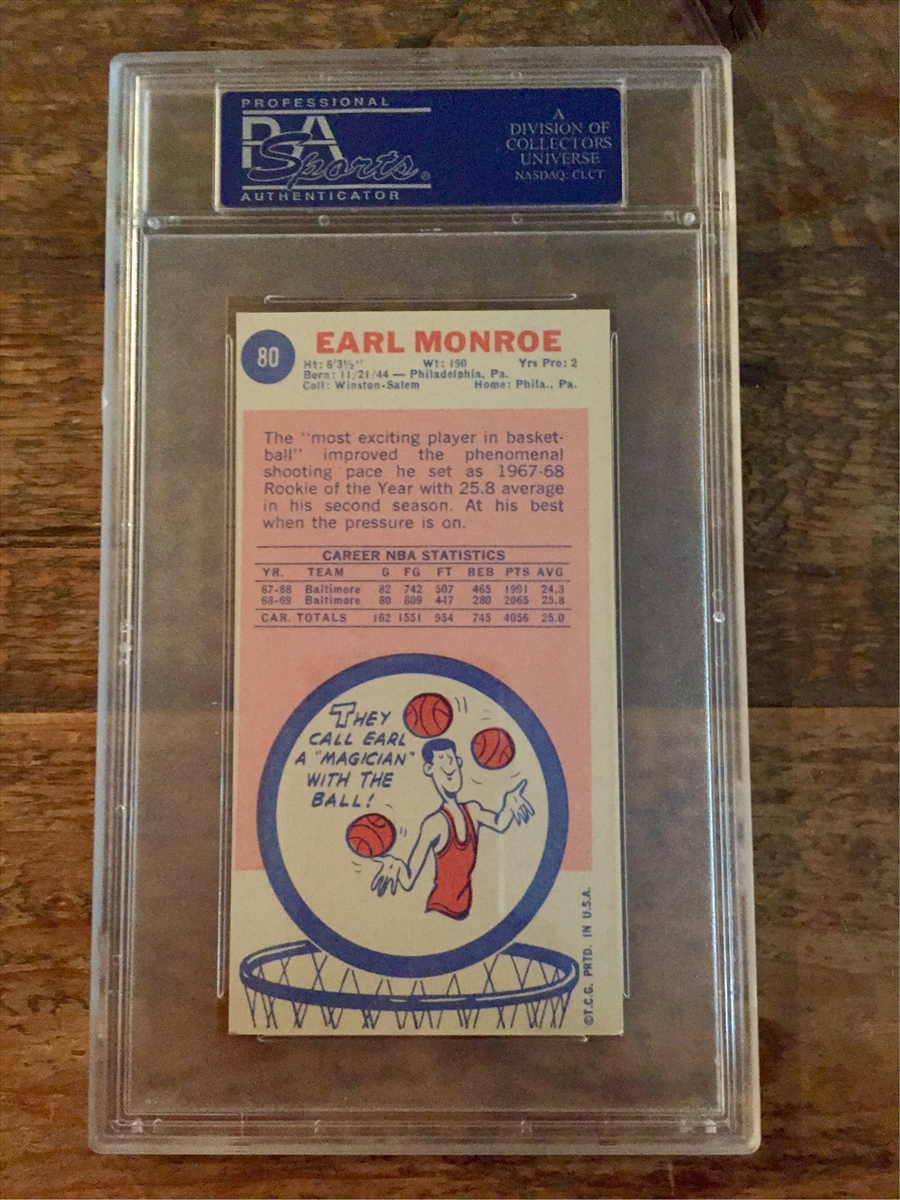 PROFESSIONAL
PSA
Sports®
AUTHENTICATOR
A
DIVISION OF
COLLECTORS
UNIVERSE
NASDAQ: CLCT
80
EARL MONROE
Ht: 6'3½" Wt: 190 Yrs Pro: 2
Born: 11/21/44 — Philadelphia, Pa.
Coll: Winston-Salem Home: Phila., Pa.
The "most exciting player in basket-
ball" improved the phenomenal
shooting pace he set as 1967-68
Rookie of the Year with 25.8 average
in his second season. At his best
when the pressure is on.
CAREER NBA STATISTICS
YR. TEAM G FG FT REB PTS AVG
67-68 Baltimore 82 742 507 465 1991 24.3
68-69 Baltimore 80 809 447 280 2065 25.8
CAR. TOTALS 162 1551 954 745 4056 25.0
THEY
CALL EARL
A "MAGICIAN"
WITH THE
BALL!
©T.C.G. PRTD. IN U.S.A.